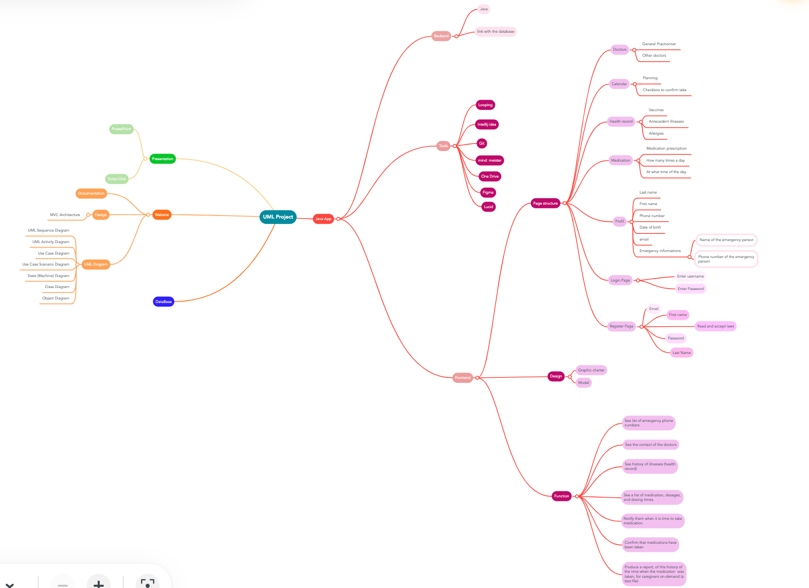 PowerPoint
Presentation
Documentation
MVC Architecture
Design
Website
UML Sequence Diagram
UML Activity Diagram
Use Case Diagram
Use Case Scenario Diagram
State (Machine) Diagram
Class Diagram
Object Diagram
UML Diagram
DataBase
UML Project
Java App
Backend
Java
link with the database
Tools
Looping
Intellij idea
Git
mind meister
One Drive
Figma
Lucid
Frontend
Page structure
Doctors
General Practionner
Other doctors
Calendar
Planning
Checkbox to confirm take
Health record
Vaccines
Antecedent illnesses
Allergies
Medication
Medication prescription
How many times a day
At what time of the day
Profil
Last name
First name
Phone number
Date of birth
email
Emergency informations
Name of the emergency person
Phone number of the emergency
person
Login Page
Enter username
Enter Password
Register Page
Email
First name
Read and accept laws
Password
Last Name
Design
Graphic charter
Model
Function
See list of emergency phone
numbers
See the contact of the doctors
See history of illnesses (health
record)
See a list of medication, dosages,
and dosing times.
Notify them when it is time to take
medication.
Confirm that medications have
been taken.
Produce a report, of the history of
the time when the medication was
taken, for caregivers on demand (a
text file).